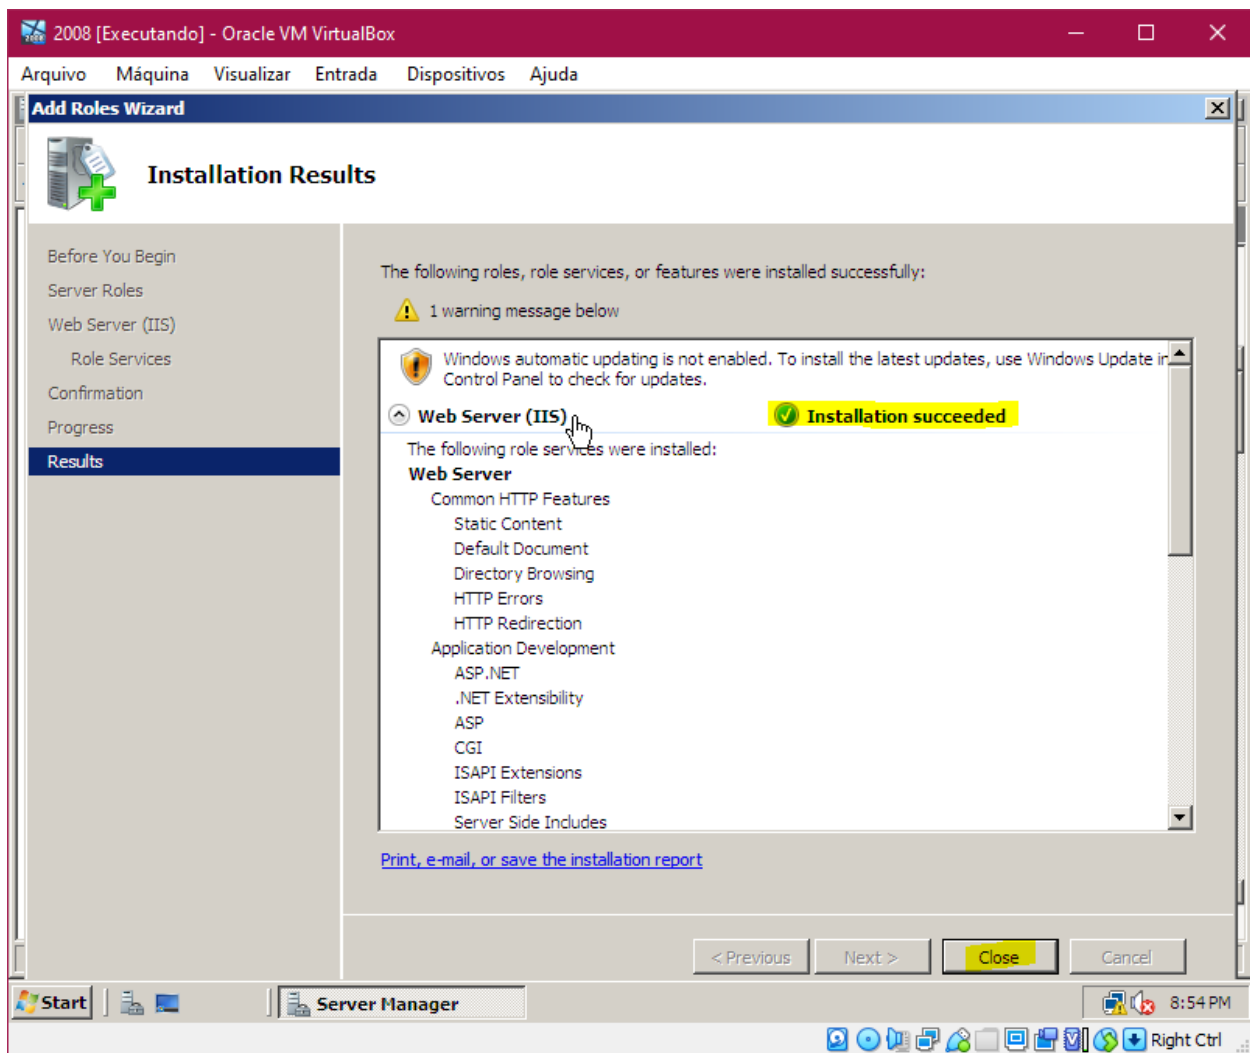 2008 [Executando] - Oracle VM VirtualBox
Arquivo Máquina Visualizar Entrada Dispositivos Ajuda
Add Roles Wizard
Installation Results
Before You Begin
Server Roles
Web Server (IIS)
Role Services
Confirmation
Progress
Results
The following roles, role services, or features were installed successfully:
1 warning message below
Windows automatic updating is not enabled. To install the latest updates, use Windows Update in
Control Panel to check for updates.
Web Server (IIS) Installation succeeded
The following role services were installed:
Web Server
Common HTTP Features
Static Content
Default Document
Directory Browsing
HTTP Errors
HTTP Redirection
Application Development
ASP.NET
.NET Extensibility
ASP
CGI
ISAPI Extensions
ISAPI Filters
Server Side Includes
Print, e-mail, or save the installation report
< Previous Next > Close Cancel
Start Server Manager 8:54 PM
Right Ctrl